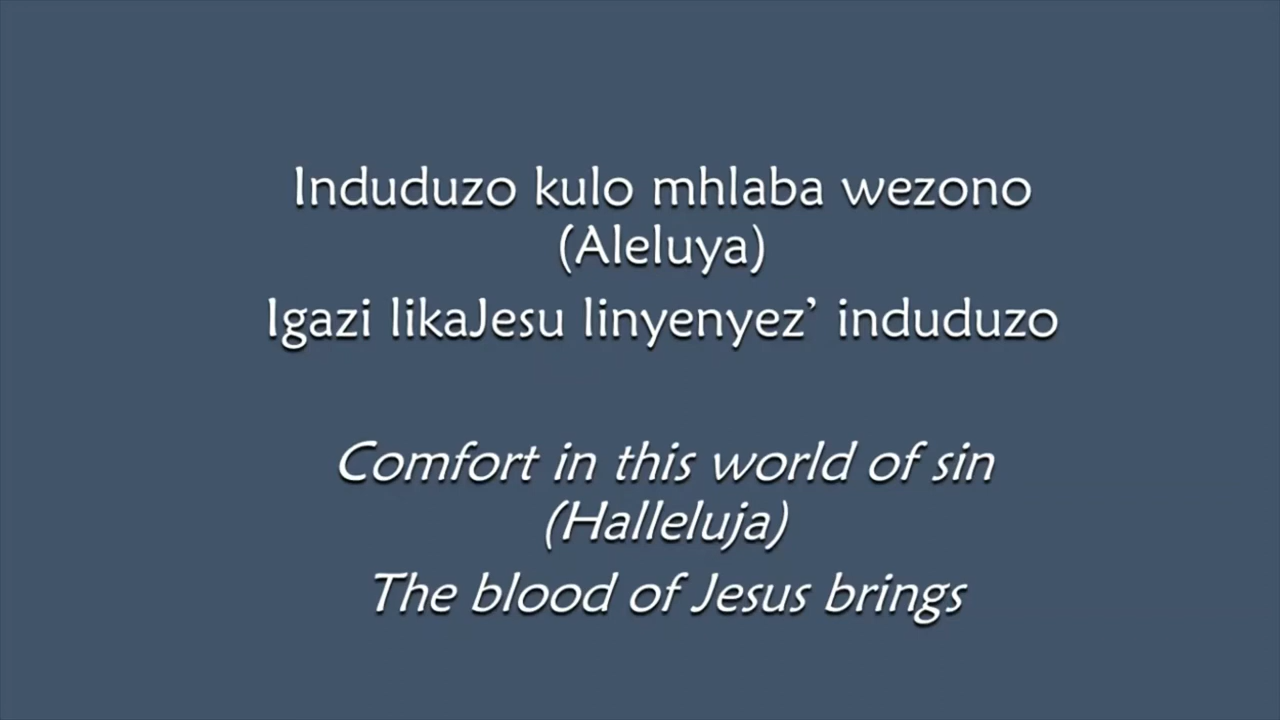 Induduzo kulo mhlaba wezono
(Aleluya)
Igazi likaJesu linyenyez’ induduzo
Comfort in this world of sin
(Halleluja)
The blood of Jesus brings